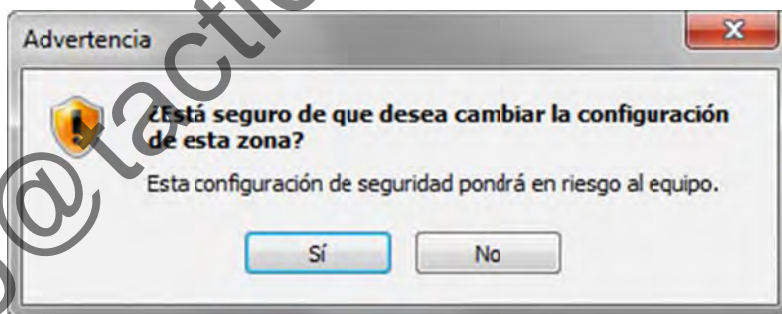 Advertencia
¿Está seguro de que desea cambiar la configuración
de esta zona?
Esta configuración de seguridad pondrá en riesgo al equipo.
Sí
No
@tactic